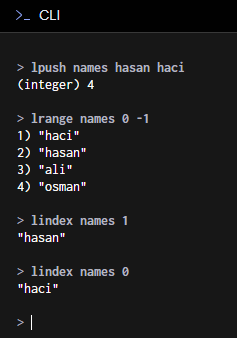 >_ CLI
> lpush names hasan haci
(integer) 4
> lrange names 0 -1
1) "haci"
2) "hasan"
3) "ali"
4) "osman"
> lindex names 1
"hasan"
> lindex names 0
"haci"
>